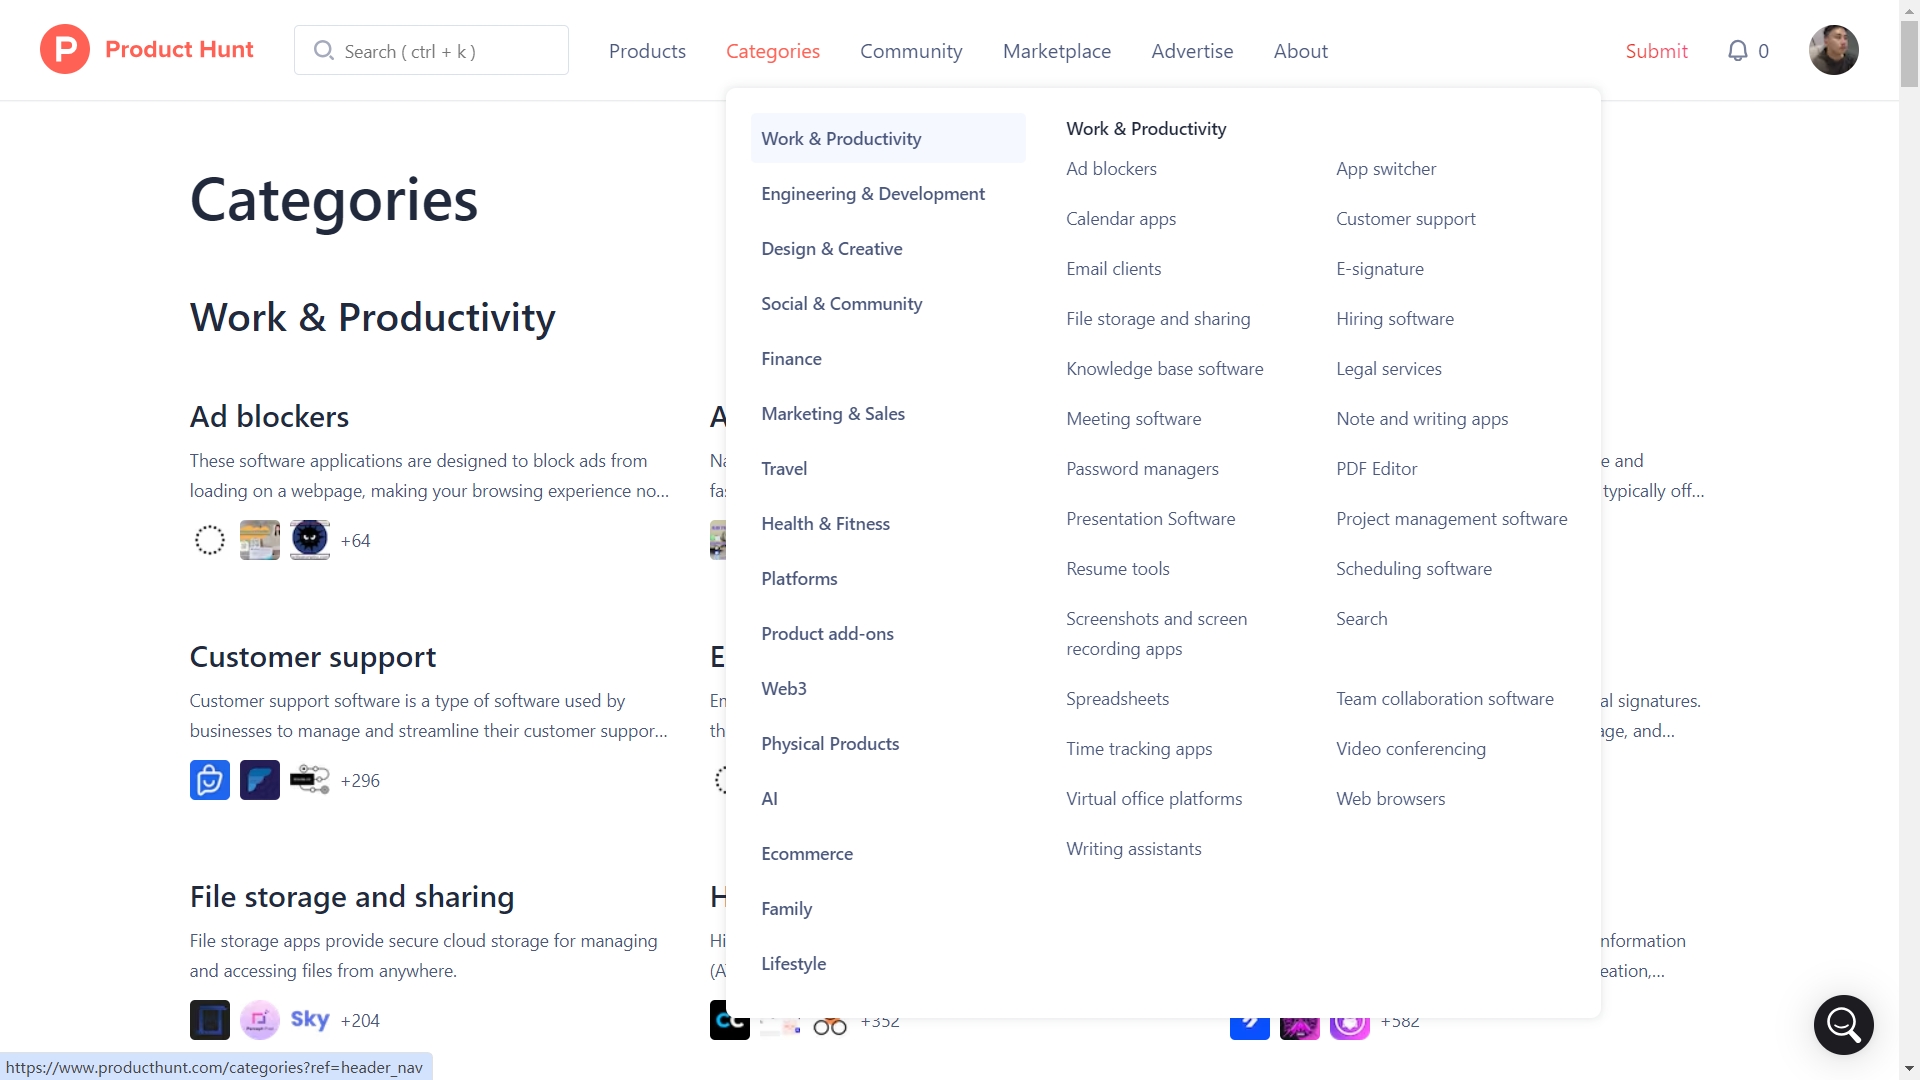 Product Hunt
Search ( ctrl + k )
Products
Categories
Community
Marketplace
Advertise
About
Submit
0
Categories
Work & Productivity
Ad blockers
These software applications are designed to block ads from
loading on a webpage, making your browsing experience no...
+64
Customer support
Customer support software is a type of software used by
businesses to manage and streamline their customer suppor...
+296
File storage and sharing
File storage apps provide secure cloud storage for managing
and accessing files from anywhere.
Sky
+204
Work & Productivity
Engineering & Development
Design & Creative
Social & Community
Finance
Marketing & Sales
Travel
Health & Fitness
Platforms
Product add-ons
Web3
Physical Products
AI
Ecommerce
Family
Lifestyle
Work & Productivity
Ad blockers
App switcher
Calendar apps
Customer support
Email clients
E-signature
File storage and sharing
Hiring software
Knowledge base software
Legal services
Meeting software
Note and writing apps
Password managers
PDF Editor
Presentation Software
Project management software
Resume tools
Scheduling software
Screenshots and screen
recording apps
Search
Spreadsheets
Team collaboration software
Time tracking apps
Video conferencing
Virtual office platforms
Web browsers
Writing assistants
e and
typically off...
al signatures.
age, and...
nformation
eation,...
+352
+582
https://www.producthunt.com/categories?ref=header_nav